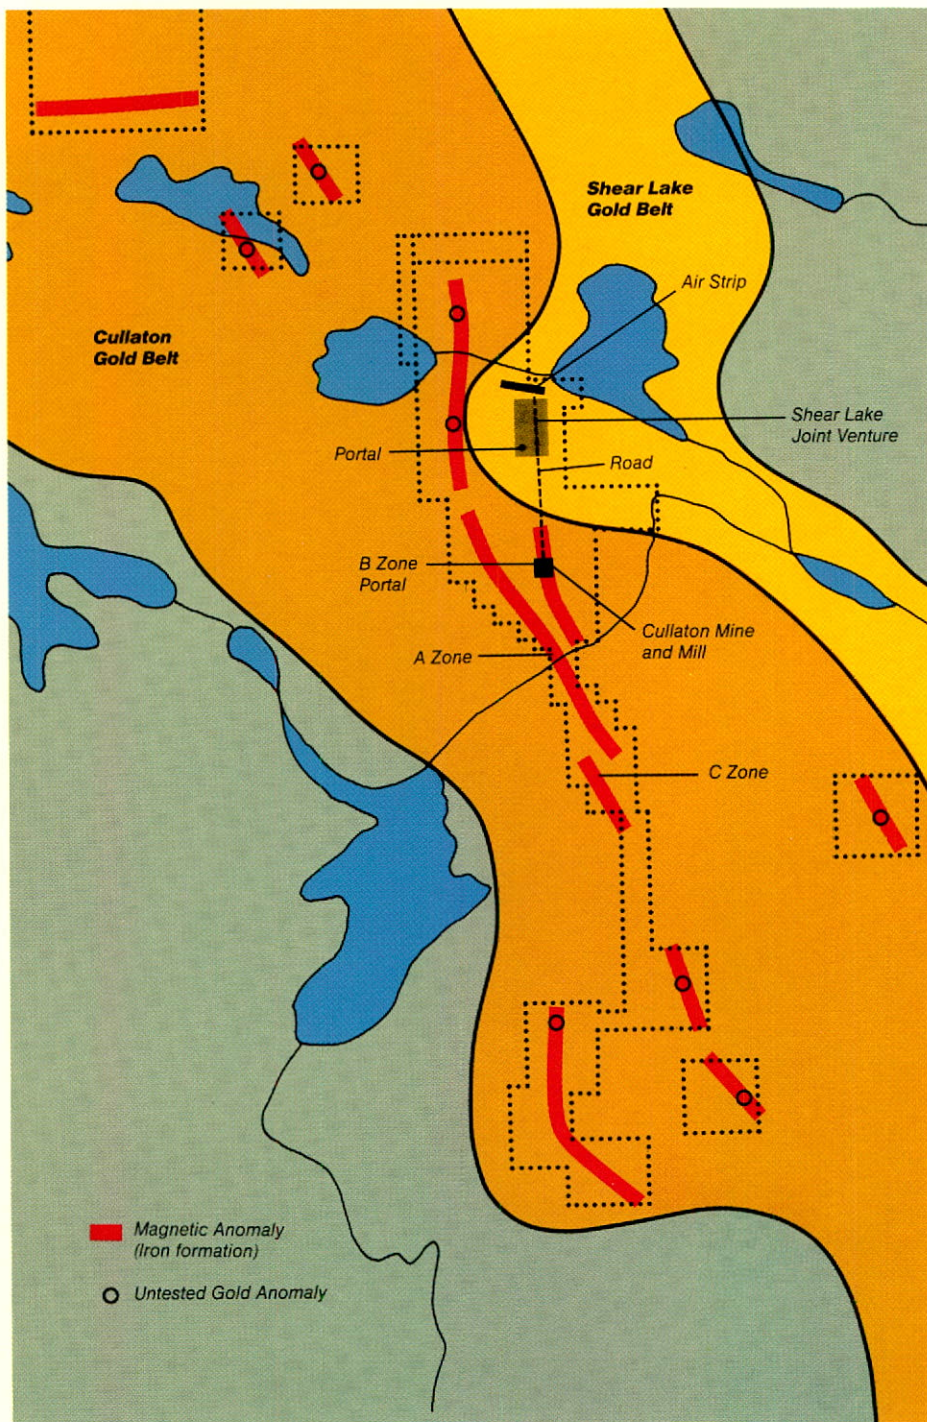 Shear Lake
Gold Belt
Air Strip
Cullaton
Gold Belt
Shear Lake
Joint Venture
Portal
Road
B Zone
Portal
Cullaton Mine
and Mill
A Zone
C Zone
Magnetic Anomaly
(Iron formation)
Untested Gold Anomaly